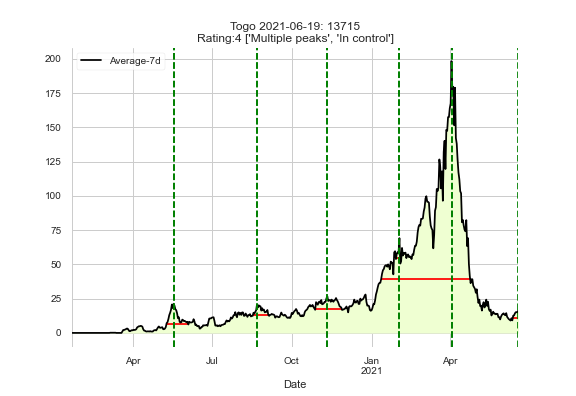 Togo 2021-06-19: 13715
Rating:4 ['Multiple peaks', 'In control']
Average-7d
200
175
150
125
100
75
50
25
0
Apr
Jul
Oct
Jan
2021
Apr
Date